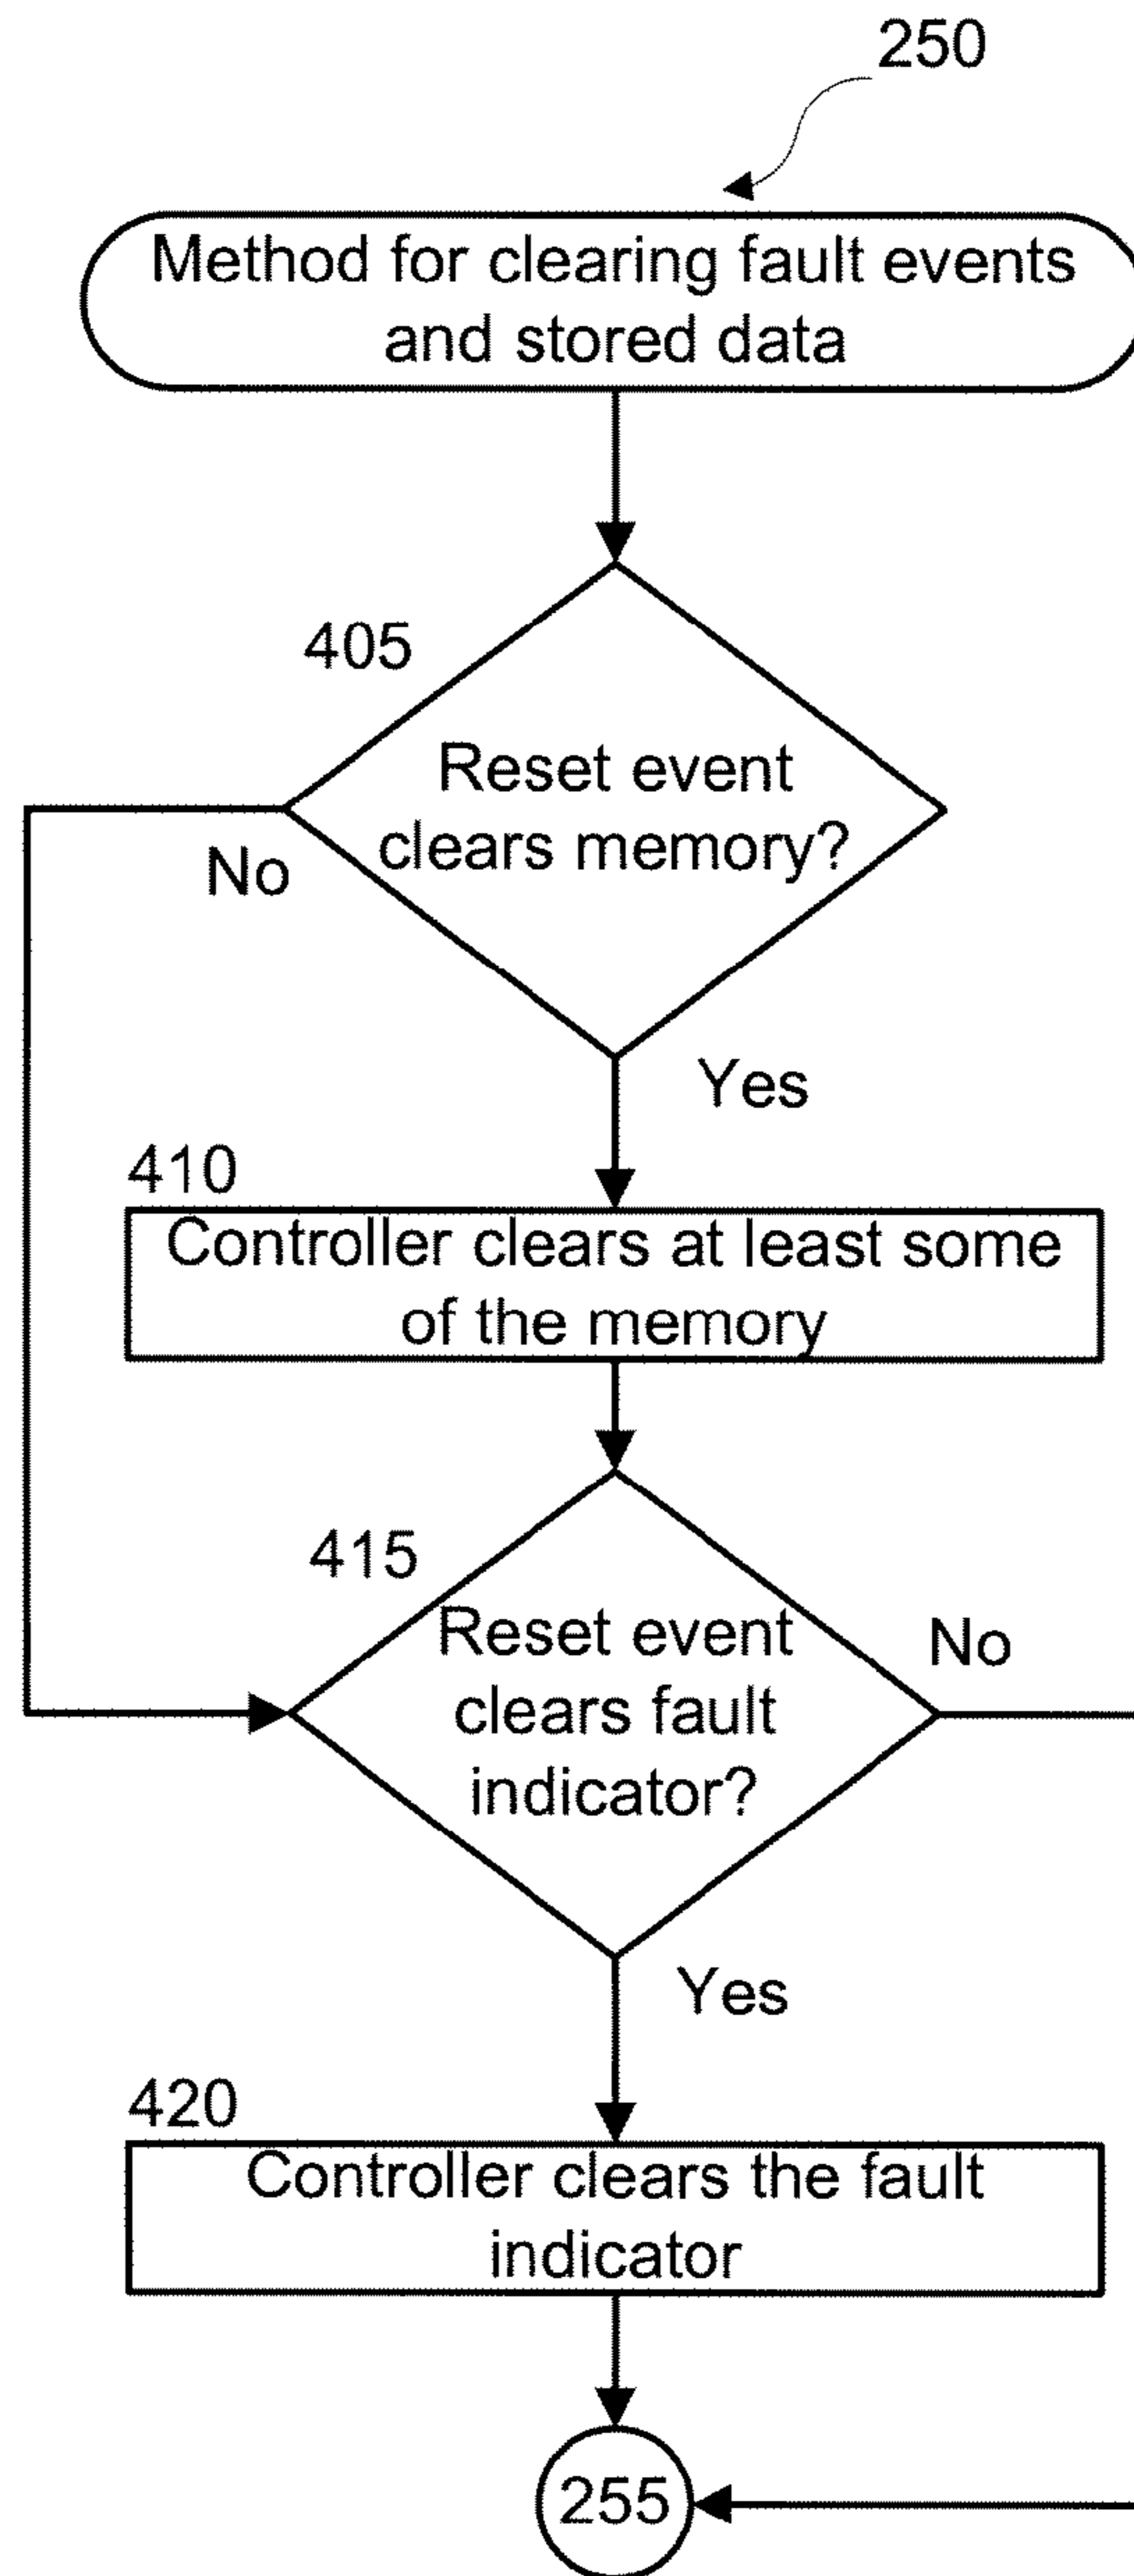 250
Method for clearing fault events
and stored data
405
Reset event
clears memory?
No
Yes
410
Controller clears at least some
of the memory
415
Reset event
clears fault
indicator?
No
Yes
420
Controller clears the fault
indicator
255